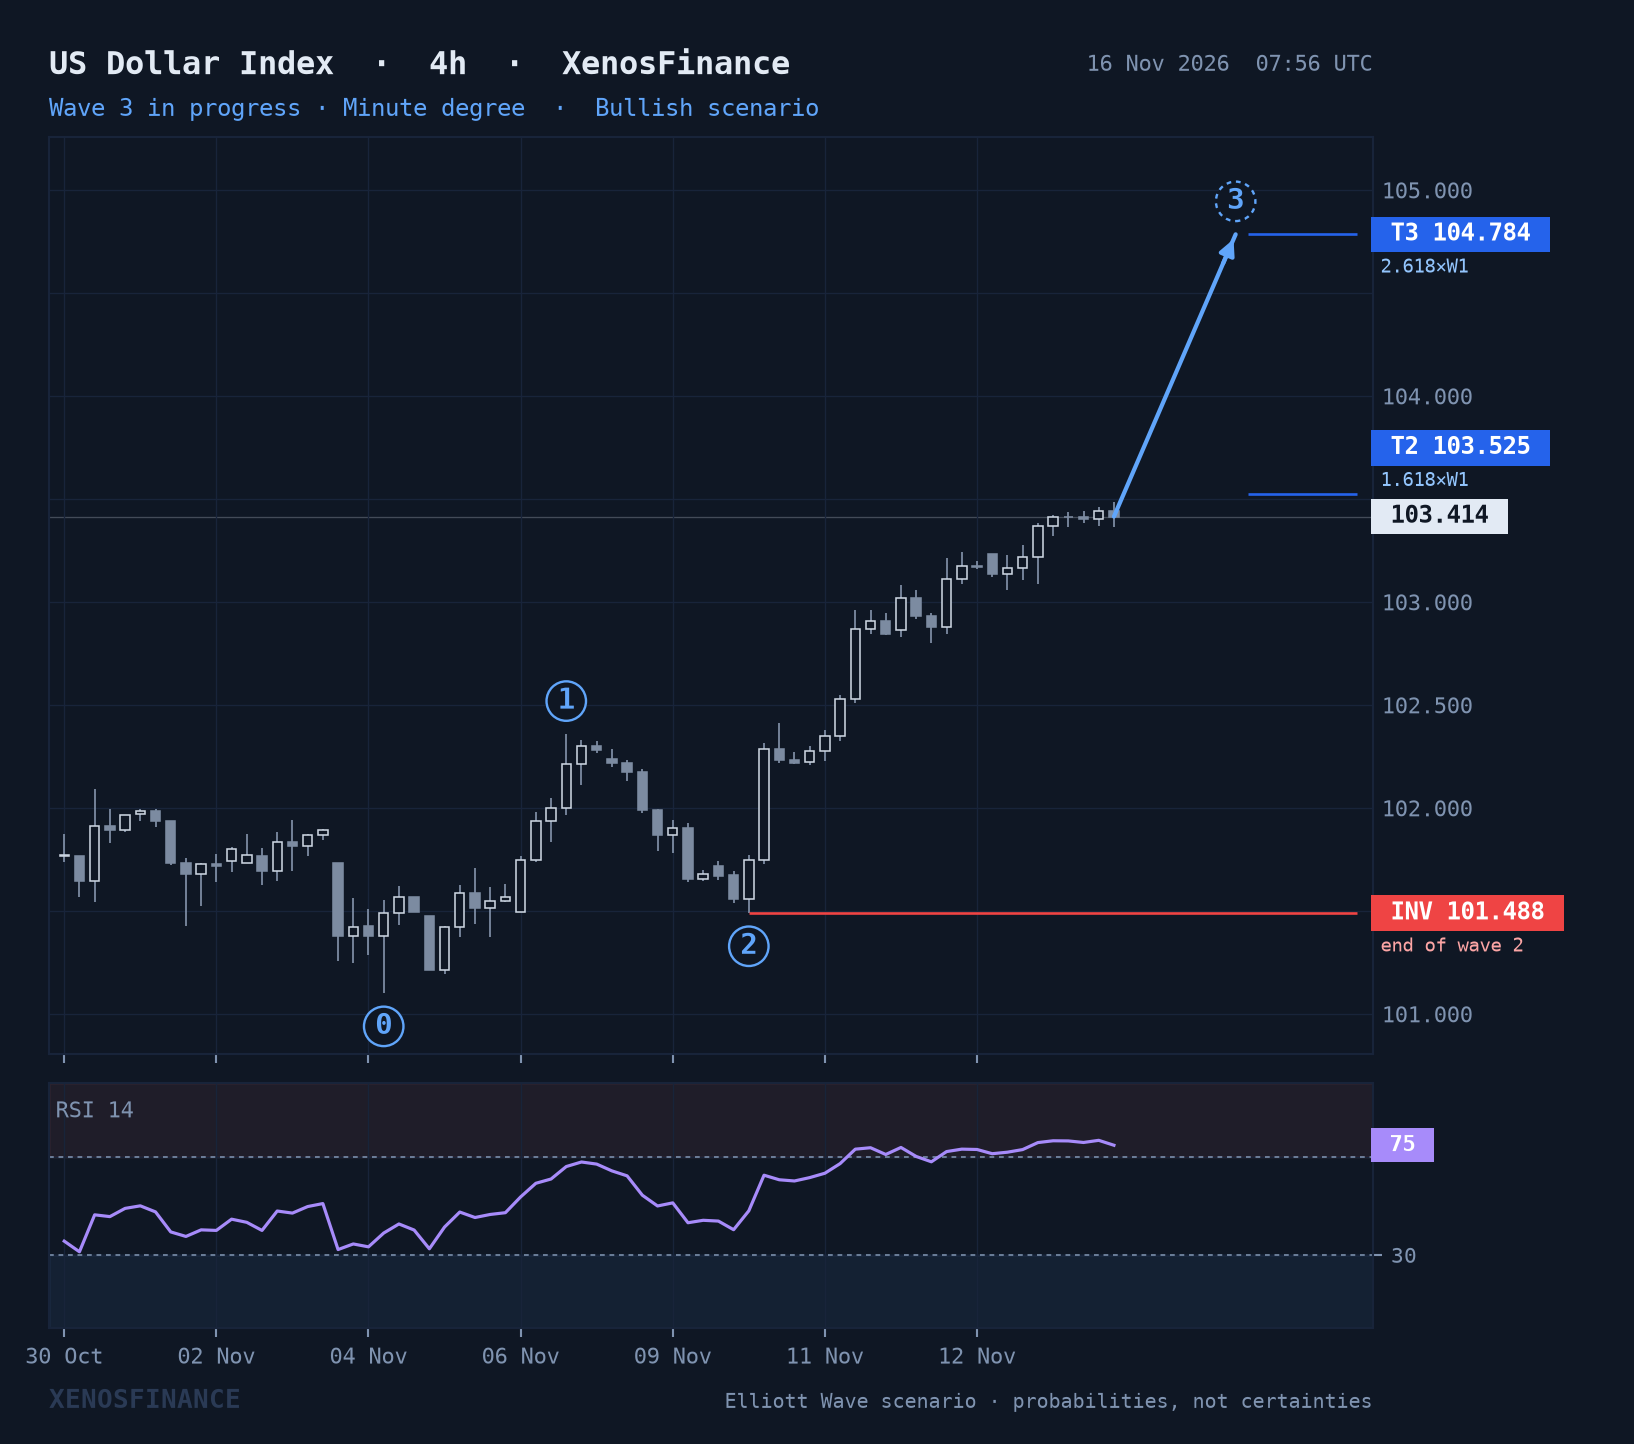 US Dollar Index · 4h · XenosFinance
16 Nov 2026 07:56 UTC
Wave 3 in progress · Minute degree · Bullish scenario
3
105.000
T3 104.784
2.618×W1
104.000
T2 103.525
1.618×W1
103.414
103.000
1
102.500
102.000
INV 101.488
2
end of wave 2
0
101.000
RSI 14
75
30
30 Oct
02 Nov
04 Nov
06 Nov
09 Nov
11 Nov
12 Nov
XENOSFINANCE
Elliott Wave scenario · probabilities, not certainties